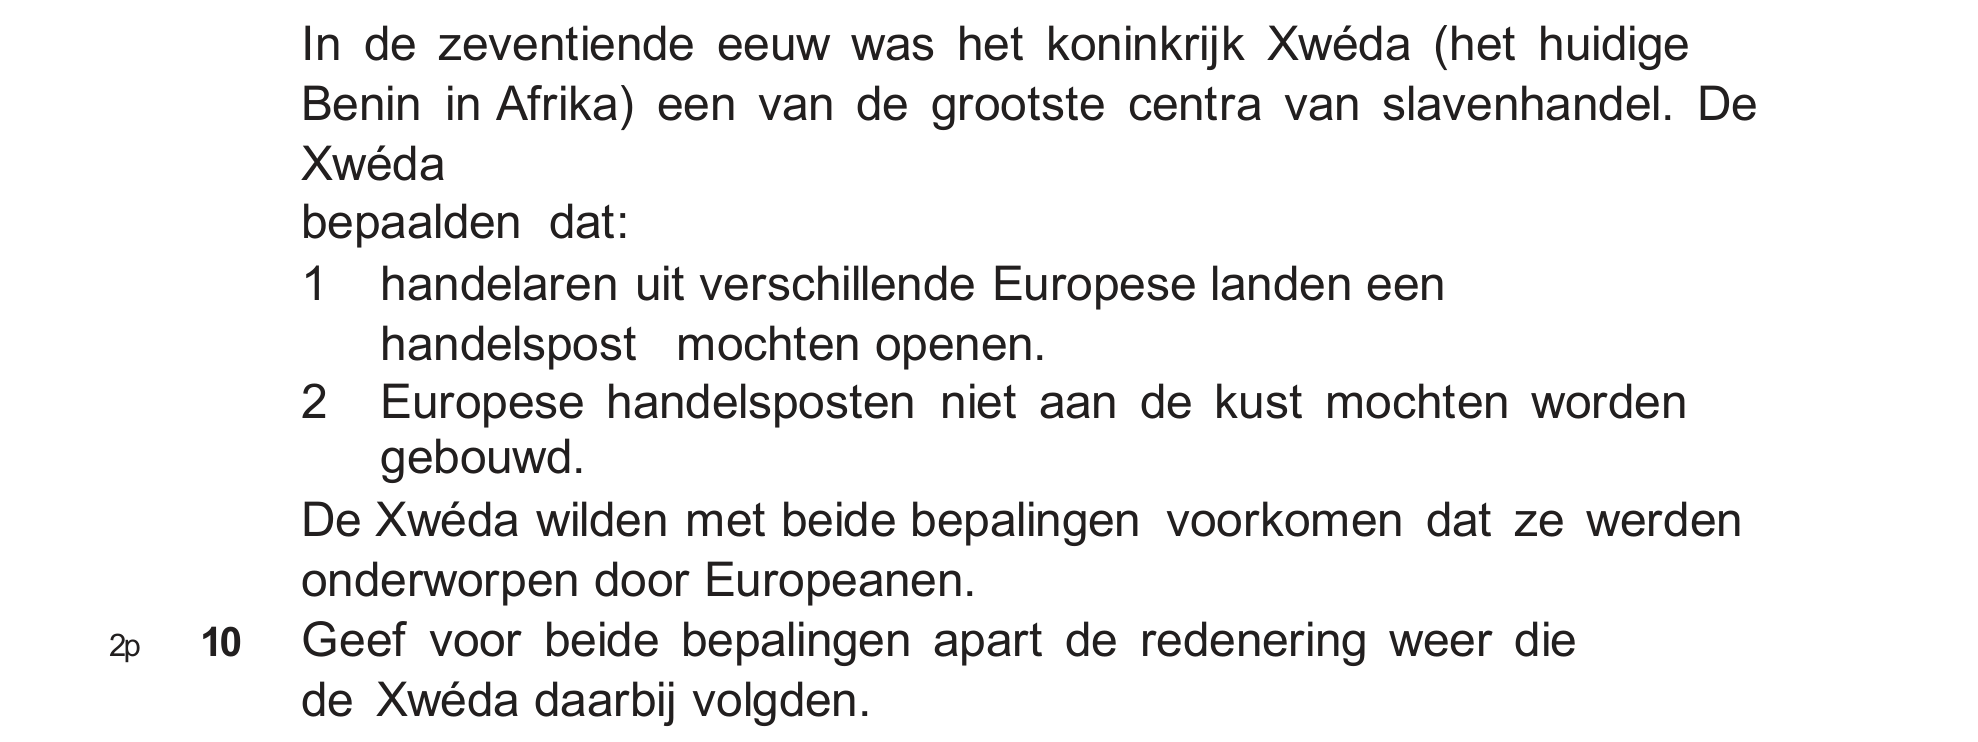 In de zeventiende eeuw was het koninkrijk Xwéda (het huidige
Benin in Afrika) een van de grootste centra van slavenhandel. De
Xwéda
bepaalden dat:
1 handelaren uit verschillende Europese landen een
handelspost mochten openen.
2 Europese handelsposten niet aan de kust mochten worden
gebouwd.
De Xwéda wilden met beide bepalingen voorkomen dat ze werden
onderworpen door Europeanen.
2p 10 Geef voor beide bepalingen apart de redenering weer die
de Xwéda daarbij volgden.